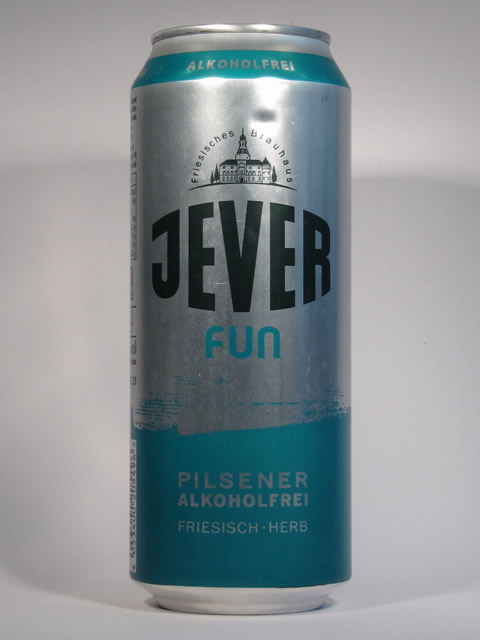 ALKOHOLFREI
Friesisches Brauhaus
JEVER
FUN
PILSENER
ALKOHOLFREI
FRIESISCH-HERB